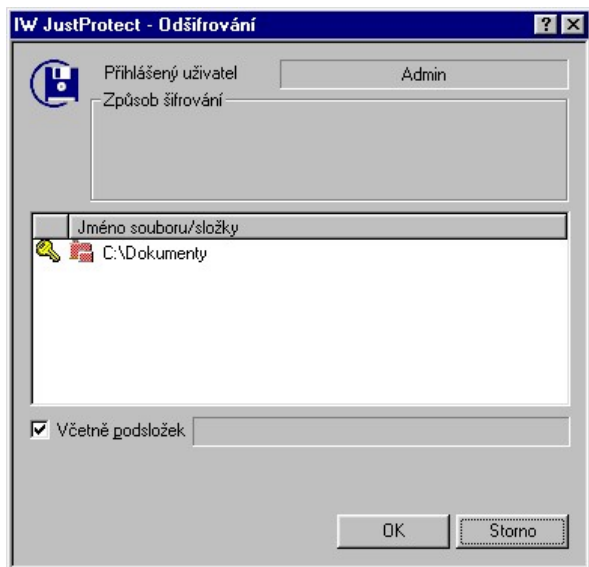 IW JustProtect - Odšifrování
Přihlášený uživatel Admin
Způsob šifrování
Jméno souboru/složky
C:\Dokumenty
Včetně podsložek
OK Storno